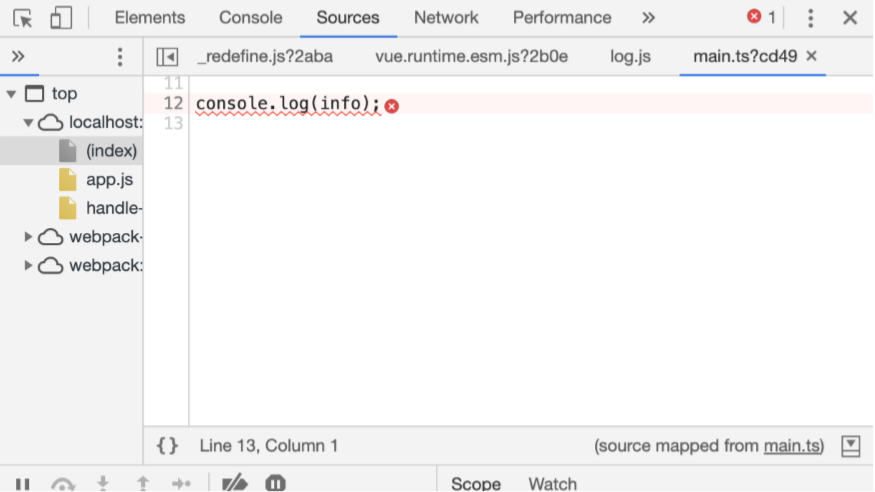 Elements Console Sources Network Performance » 1
» _redefine.js?2aba vue.runtime.esm.js?2b0e log.js main.ts?cd49
top
localhost:
(index)
app.js
handle-
webpack-
webpack:
11
12 console.log(info);
13
{} Line 13, Column 1 (source mapped from main.ts)
Scope Watch